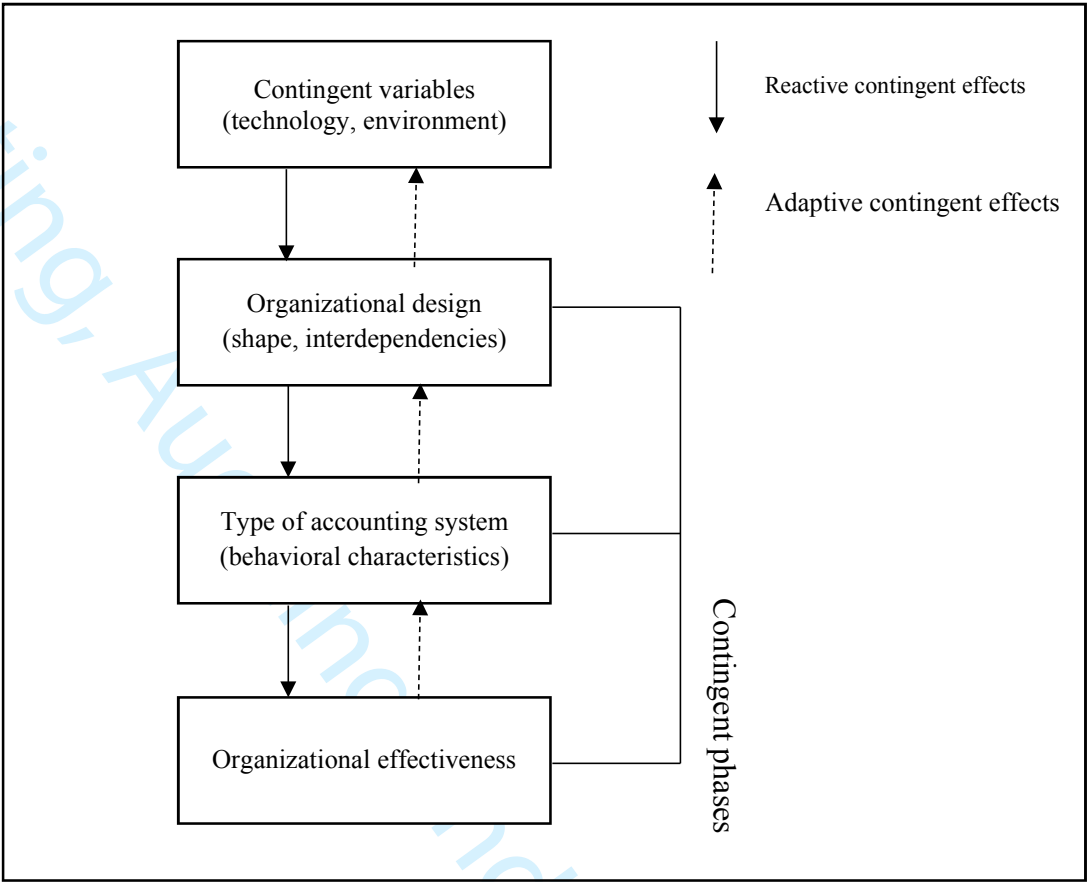 Contingent variables
(technology, environment)
Reactive contingent effects
Adaptive contingent effects
Organizational design
(shape, interdependencies)
Type of accounting system
(behavioral characteristics)
Contingent phases
Organizational effectiveness